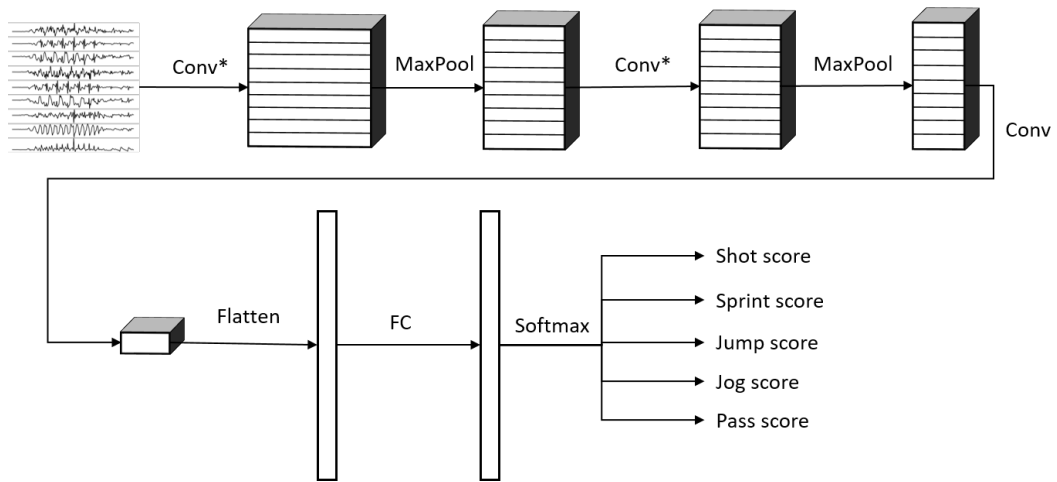 Conv*
MaxPool
Conv*
MaxPool
Conv
Flatten
FC
Softmax
Shot score
Sprint score
Jump score
Jog score
Pass score